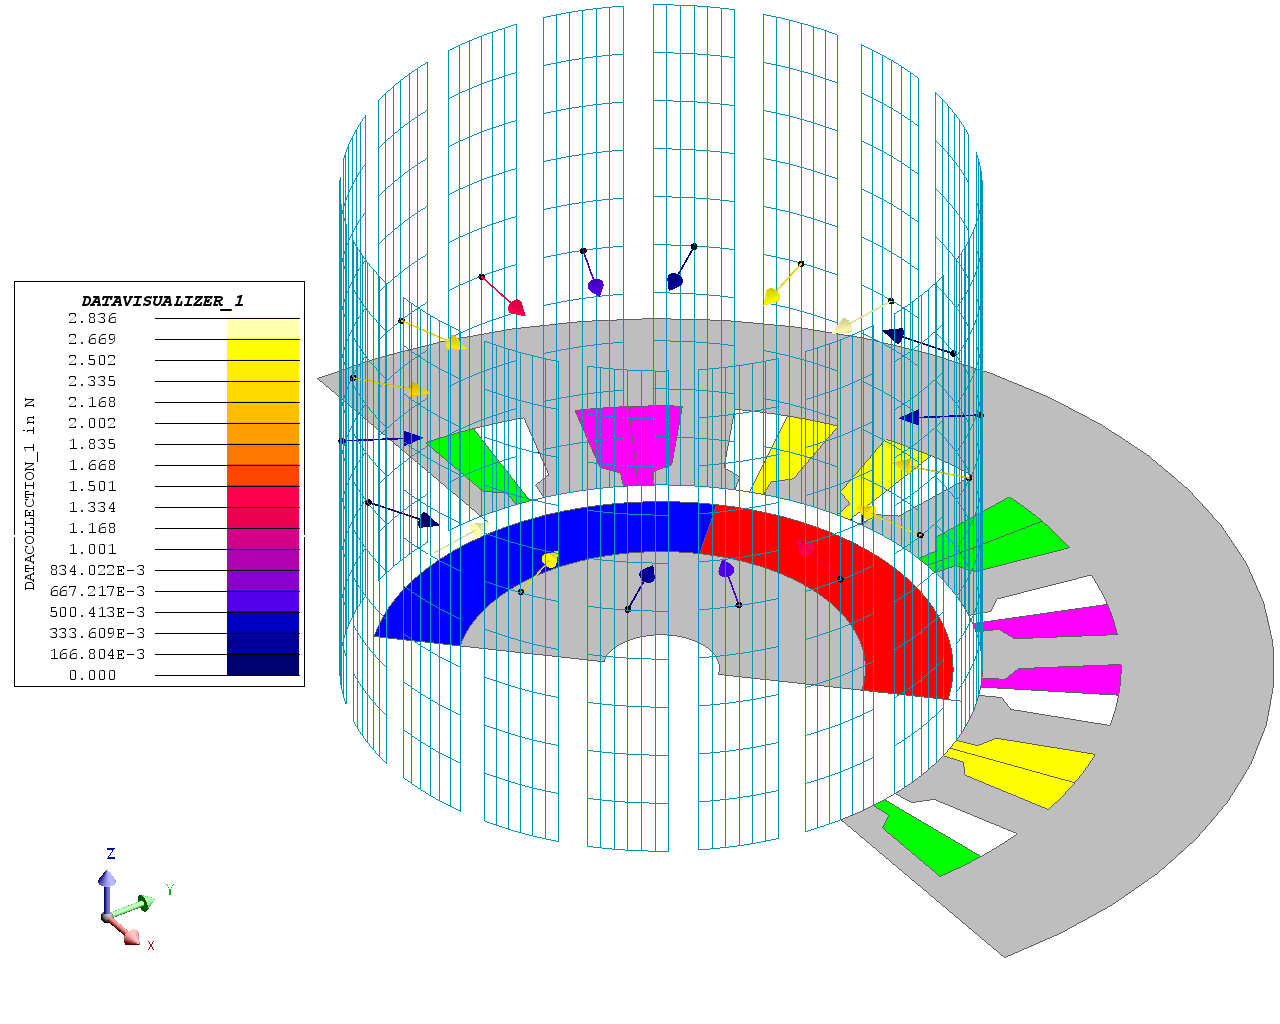 DATAVISUALIZER_1
DATACOLLECTION_1 in N
2.836
2.669
2.502
2.335
2.168
2.002
1.835
1.668
1.501
1.334
1.168
1.001
834.022E-3
667.217E-3
500.413E-3
333.609E-3
166.804E-3
0.000
Z
Y
X